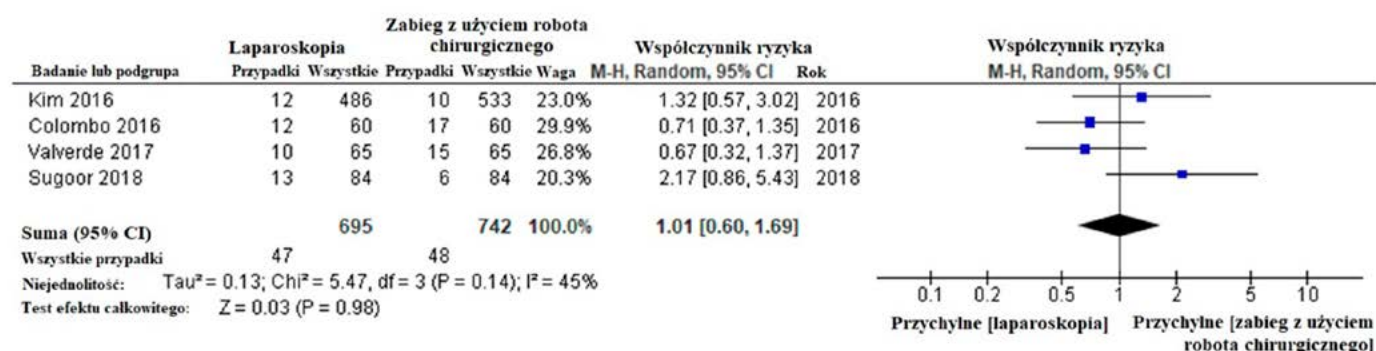 Laparoskopia Zabieg z użyciem robota chirurgicznego Współczynnik ryzyka Współczynnik ryzyka
Badanie lub podgrupa Przypadki Wszystkie Przypadki Wszystkie Waga M-H, Random, 95% CI Rok M-H, Random, 95% CI
Kim 2016 12 486 10 533 23.0% 1.32 [0.57, 3.02] 2016
Colombo 2016 12 60 17 60 29.9% 0.71 [0.37, 1.35] 2016
Valverde 2017 10 65 15 65 26.8% 0.67 [0.32, 1.37] 2017
Sugoor 2018 13 84 6 84 20.3% 2.17 [0.86, 5.43] 2018
Suma (95% CI) 695 742 100.0% 1.01 [0.60, 1.69]
Wszystkie przypadki 47 48
Niejednolitość: Tau² = 0.13; Chi² = 5.47, df = 3 (P = 0.14); I² = 45%
Test efektu całkowitego: Z = 0.03 (P = 0.98)
0.1 0.2 0.5 1 2 5 10
Przychylne [laparoskopia] Przychylne [zabieg z użyciem
robota chirurgicznego]